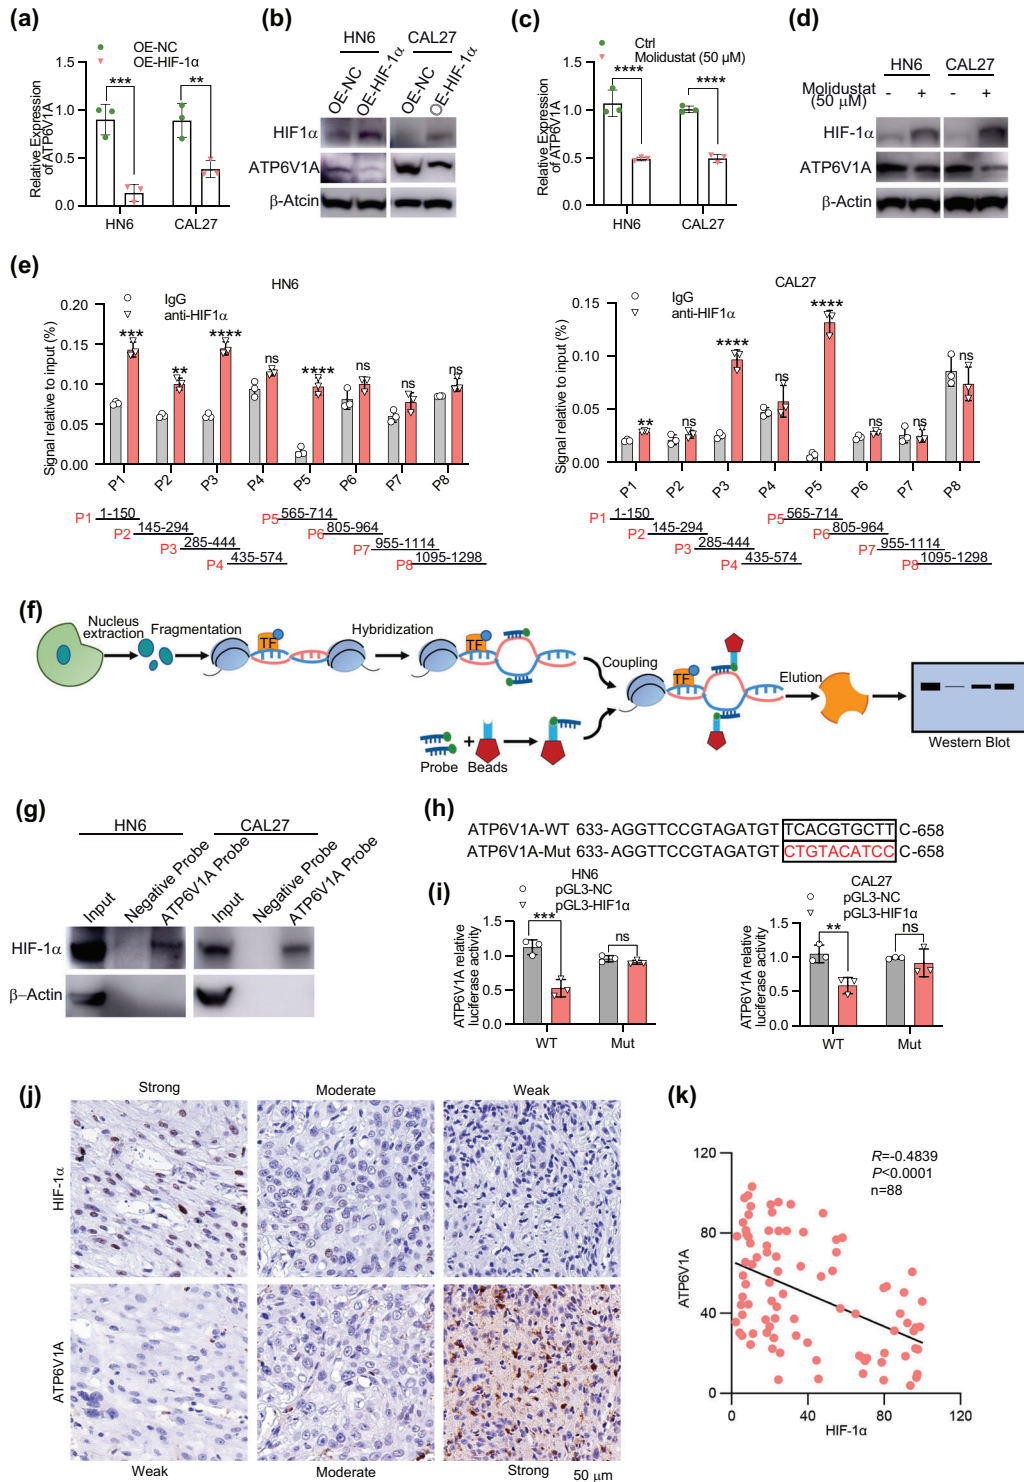 (a)
OE-NC
OE-HIF-1α
Relative Expression
of ATP6V1A
1.5
1.0
0.5
0.0
***
**
HN6
CAL27
(b)
HN6
CAL27
OE-NC
OE-HIF-1α
OE-NC
OE-HIF-1α
HIF1α
ATP6V1A
β-Atcin
(c)
Ctrl
Molidustat (50 μM)
Relative Expression
of ATP6V1A
1.5
1.0
0.5
0.0
****
****
HN6
CAL27
(d)
HN6
CAL27
Molidustat
(50 μM)
- + - +
HIF-1α
ATP6V1A
β-Actin
(e)
HN6
IgG
anti-HIF1α
Signal relative to input (%)
0.20
0.15
0.10
0.05
0.00
*** ** **** ns **** ns ns ns
P1 P2 P3 P4 P5 P6 P7 P8
P1 1-150
P2 145-294
P3 285-444
P4 435-574
P5 565-714
P6 805-964
P7 955-1114
P8 1095-1298
CAL27
IgG
anti-HIF1α
Signal relative to input (%)
0.15
0.10
0.05
0.00
** ns **** ns **** ns ns ns
P1 P2 P3 P4 P5 P6 P7 P8
P1 1-150
P2 145-294
P3 285-444
P4 435-574
P5 565-714
P6 805-964
P7 955-1114
P8 1095-1298
(f)
Nucleus
extraction
Fragmentation
TF
Hybridization
TF
Coupling
TF
Elution
Probe
+
Beads
Western Blot
(g)
HN6
CAL27
Input
Negative Probe
ATP6V1A Probe
Input
Negative Probe
ATP6V1A Probe
HIF-1α
β-Actin
(h)
ATP6V1A-WT 633-AGGTTCCGTAGATGT TCACGTGCTT C-658
ATP6V1A-Mut 633-AGGTTCCGTAGATGT CTGTACATCC C-658
(i)
HN6
pGL3-NC
pGL3-HIF1α
ATP6V1A relative
luciferase activity
1.5
1.0
0.5
0.0
***
ns
WT
Mut
CAL27
pGL3-NC
pGL3-HIF1α
ATP6V1A relative
luciferase activity
1.5
1.0
0.5
0.0
**
ns
WT
Mut
(j)
Strong
Moderate
Weak
HIF-1α
ATP6V1A
Weak
Moderate
Strong
50 μm
(k)
R=-0.4839
P<0.0001
n=88
ATP6V1A
120
80
40
0
0 40 80 120
HIF-1α